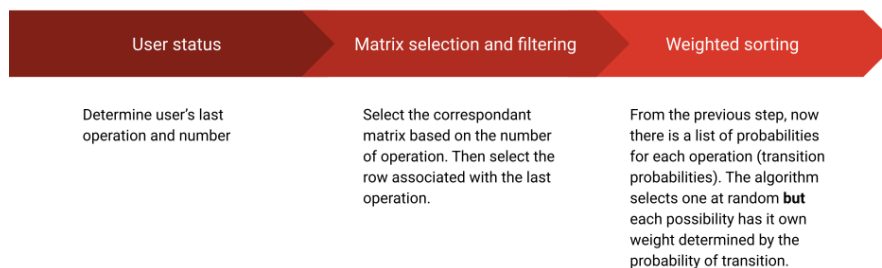 User status
Matrix selection and filtering
Weighted sorting
Determine user's last
operation and number
Select the correspondant
matrix based on the number
of operation. Then select the
row associated with the last
operation.
From the previous step, now
there is a list of probabilities
for each operation (transition
probabilities). The algorithm
selects one at random but
each possibility has it own
weight determined by the
probability of transition.